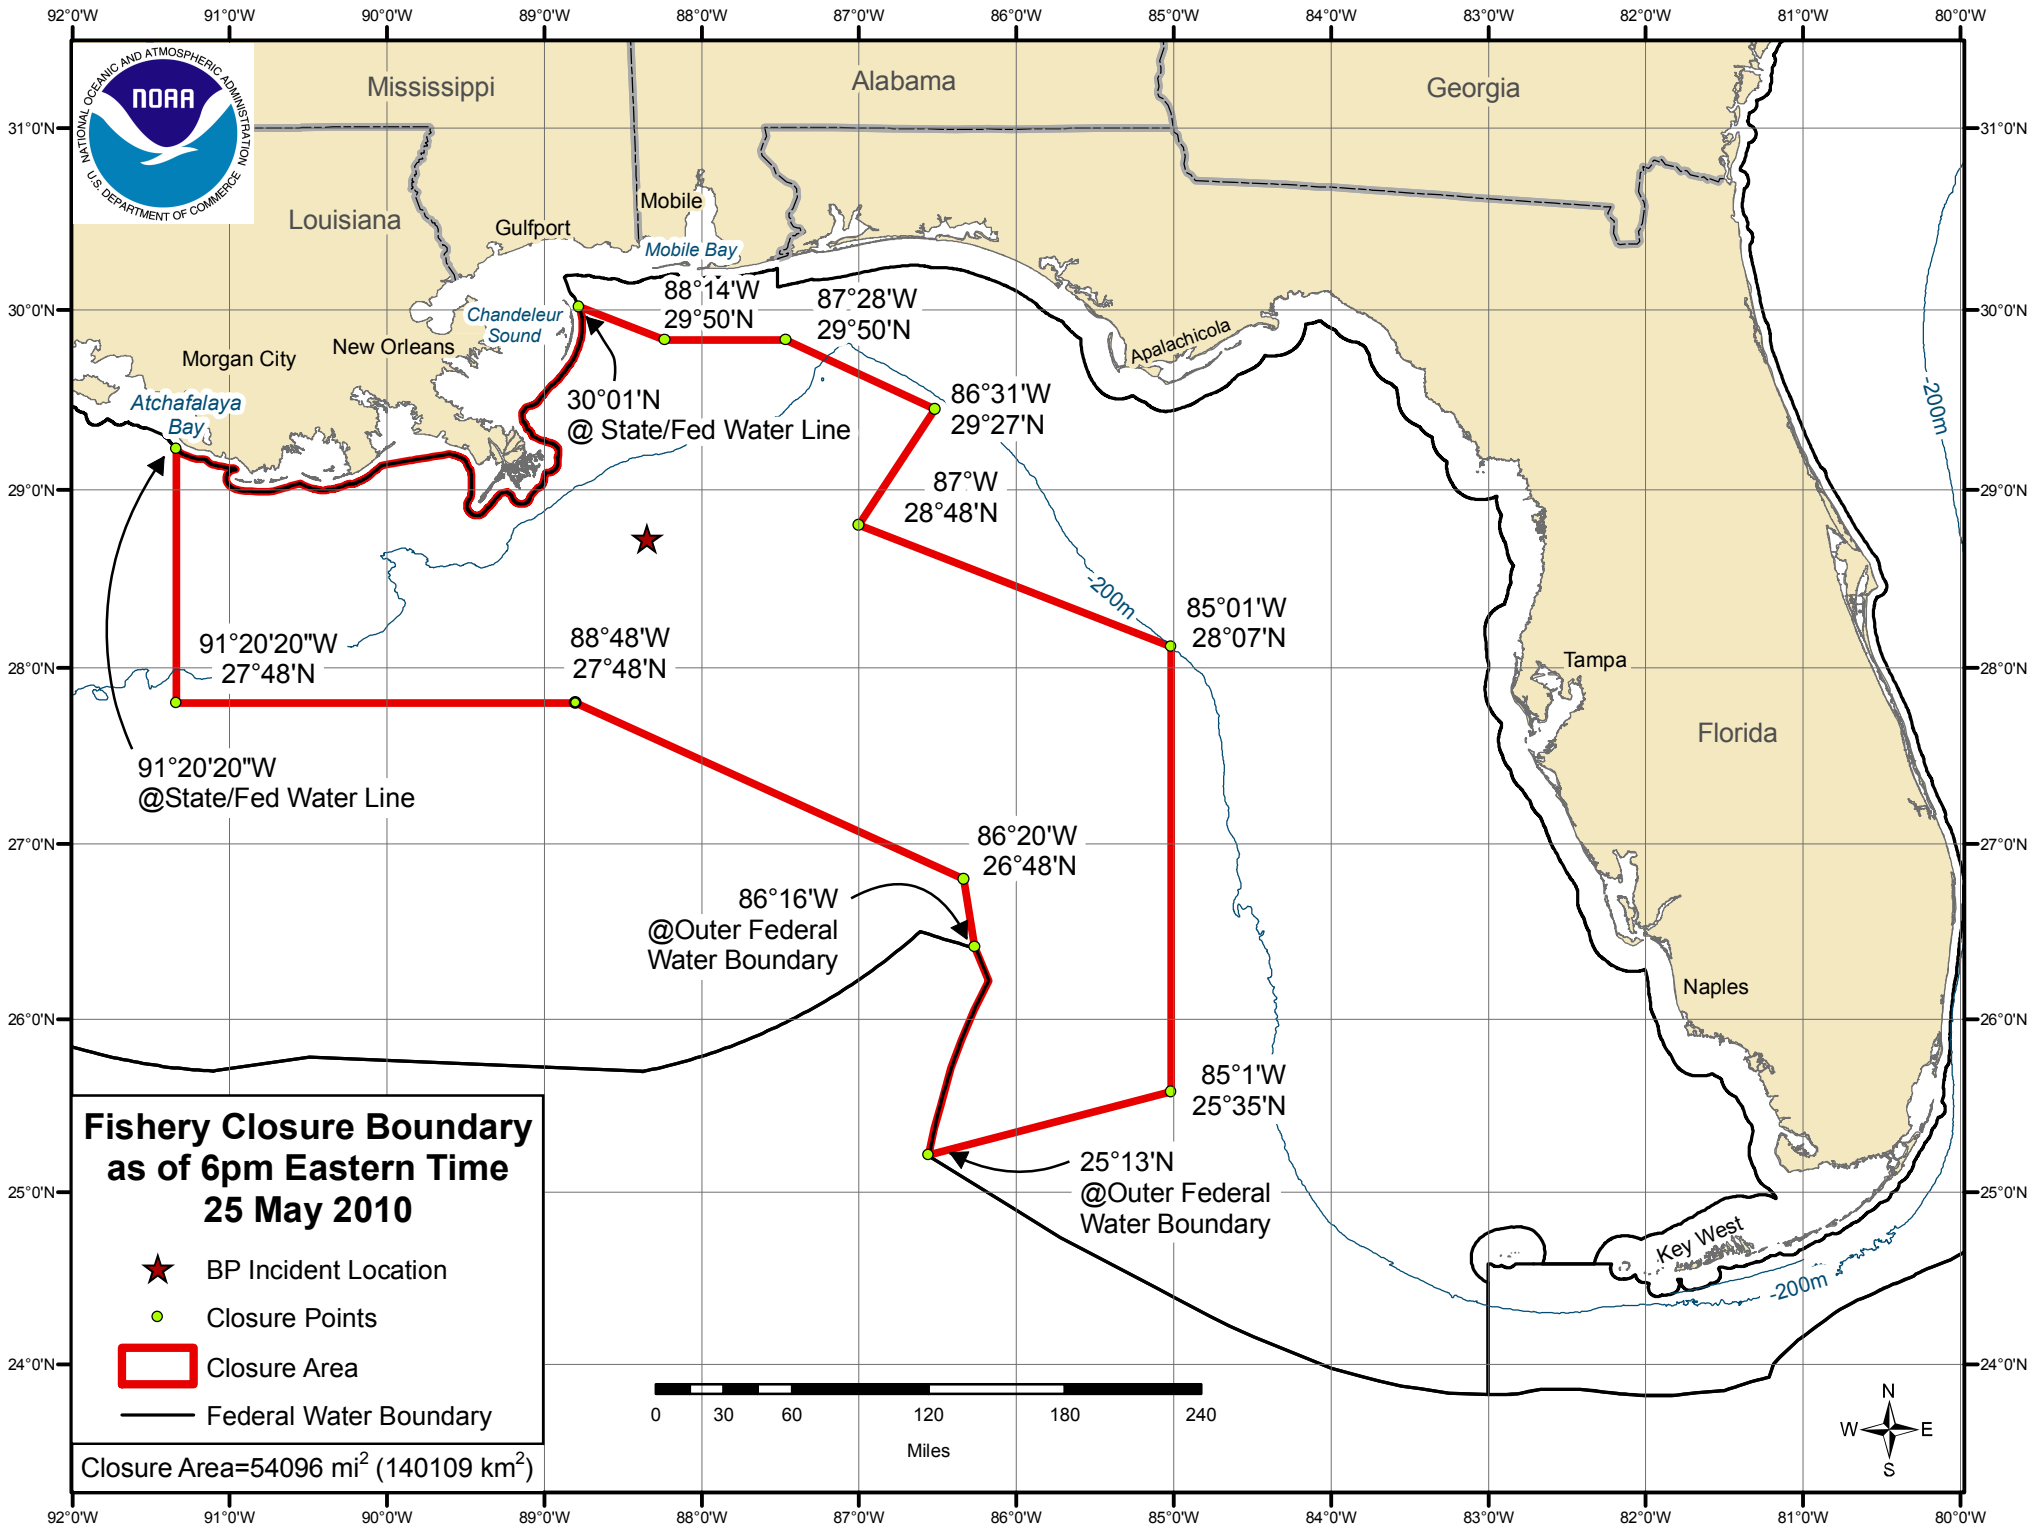 92°0'W 91°0'W 90°0'W 89°0'W 88°0'W 87°0'W 86°0'W 85°0'W 84°0'W 83°0'W 82°0'W 81°0'W 80°0'W
NATIONAL OCEANIC AND ATMOSPHERIC ADMINISTRATION
NOAA
U.S. DEPARTMENT OF COMMERCE
Mississippi
Alabama
Georgia
31°0'N 31°0'N
Louisiana
Mobile
Gulfport
Mobile Bay
30°0'N 30°0'N
88°14'W
29°50'N
87°28'W
29°50'N
Chandeleur
Sound
New Orleans
Morgan City
Apalachicola
Atchafalaya
Bay
30°01'N
@ State/Fed Water Line
86°31'W
29°27'N
-200m
29°0'N 29°0'N
87°W
28°48'N
-200m
85°01'W
28°07'N
91°20'20"W
27°48'N
88°48'W
27°48'N
28°0'N 28°0'N
Tampa
Florida
91°20'20"W
@State/Fed Water Line
27°0'N 27°0'N
86°20'W
26°48'N
86°16'W
@Outer Federal
Water Boundary
Naples
26°0'N 26°0'N
85°1'W
25°35'N
25°13'N
@Outer Federal
Water Boundary
25°0'N 25°0'N
Key West
-200m
24°0'N 24°0'N
Fishery Closure Boundary
as of 6pm Eastern Time
25 May 2010
BP Incident Location
Closure Points
Closure Area
Federal Water Boundary
Closure Area=54096 mi2 (140109 km2)
0 30 60 120 180 240
Miles
N
W E
S
92°0'W 91°0'W 90°0'W 89°0'W 88°0'W 87°0'W 86°0'W 85°0'W 84°0'W 83°0'W 82°0'W 81°0'W 80°0'W